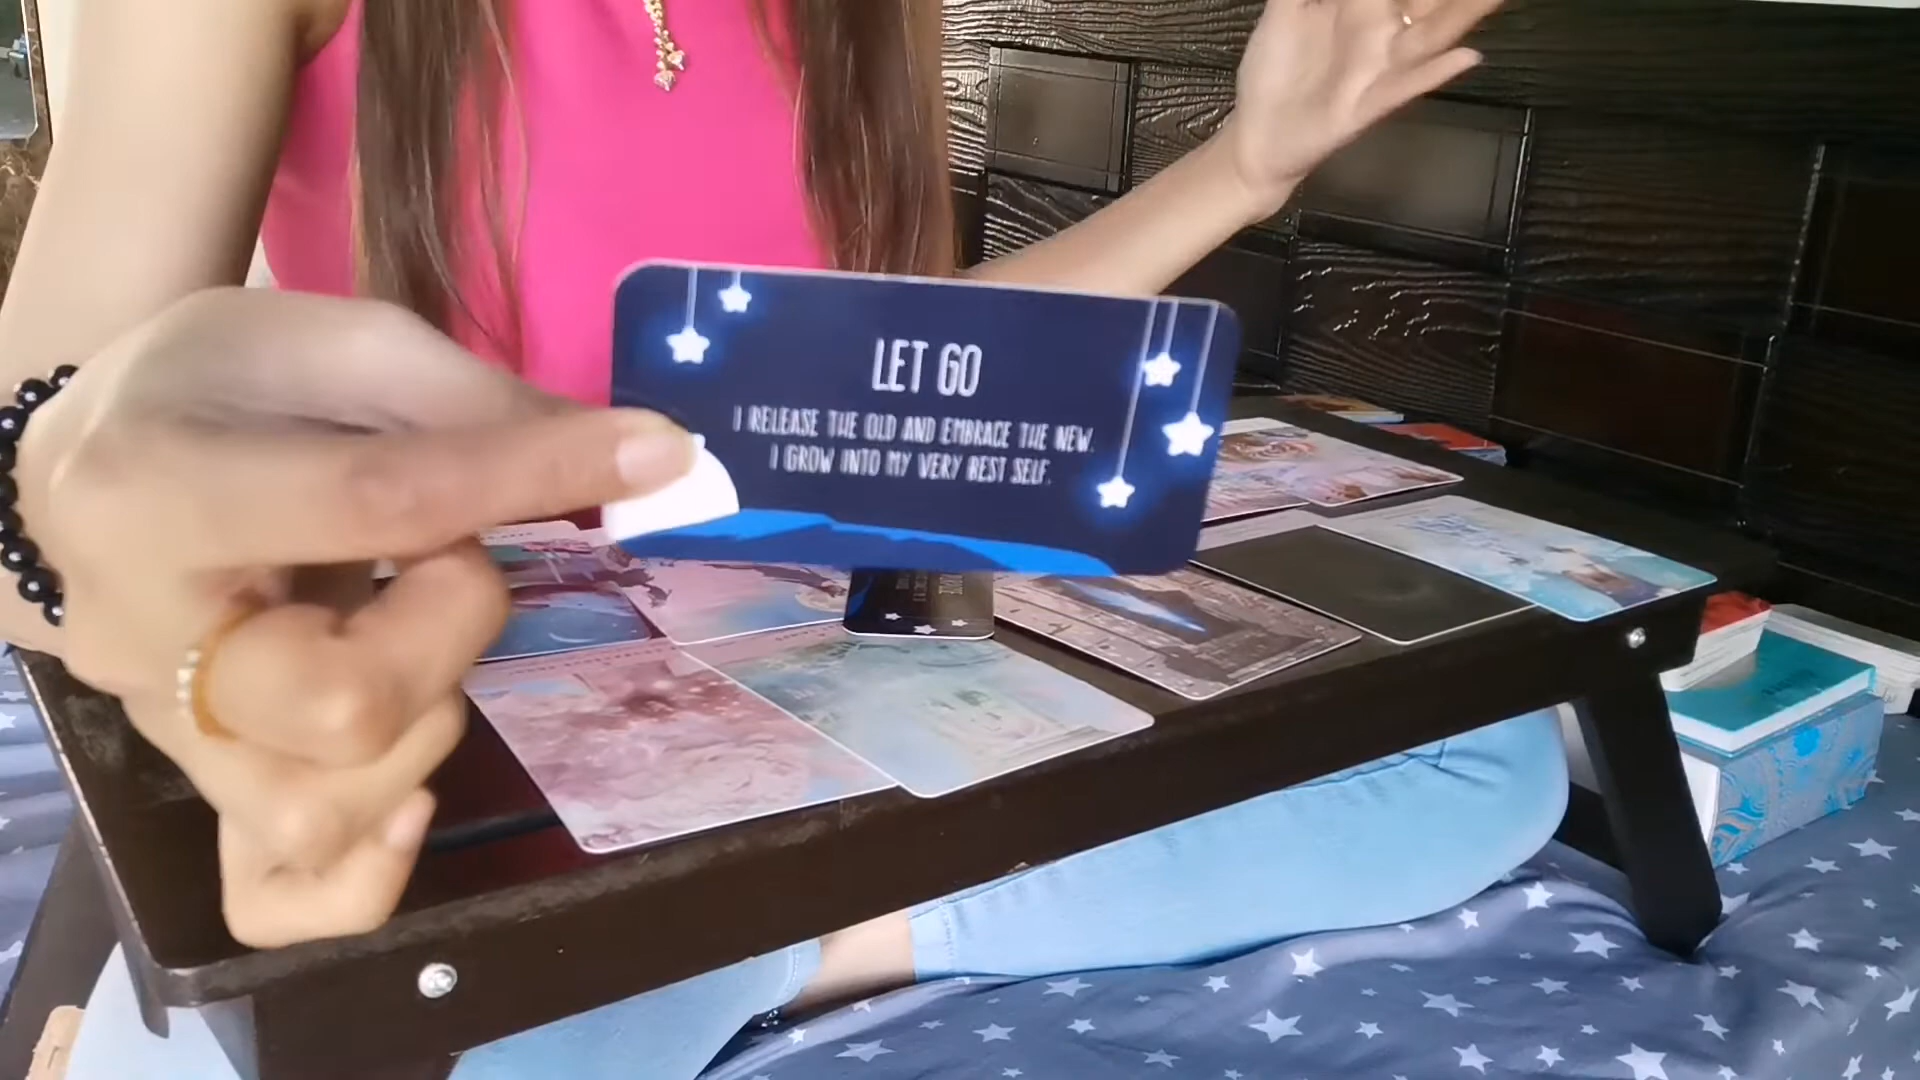 LET GO
I RELEASE THE OLD AND EMBRACE THE NEW.
I GROW INTO MY VERY BEST SELF.